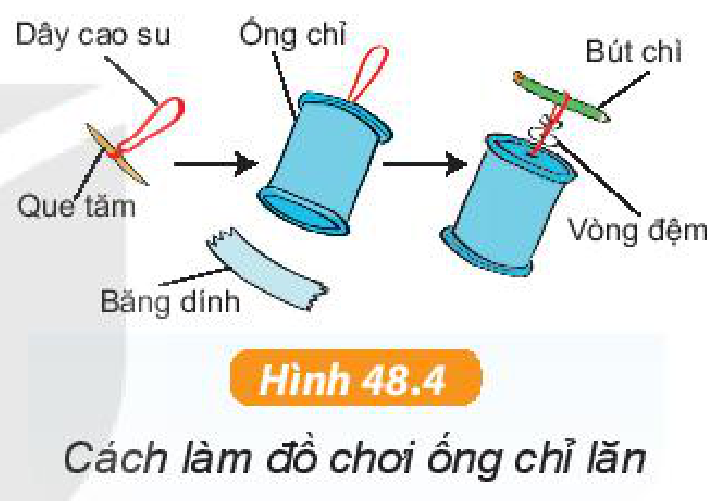 Dây cao su
Ống chỉ
Bút chì
Que tăm
Vòng đệm
Băng dính
Hình 48.4
Cách làm đồ chơi ống chỉ lăn